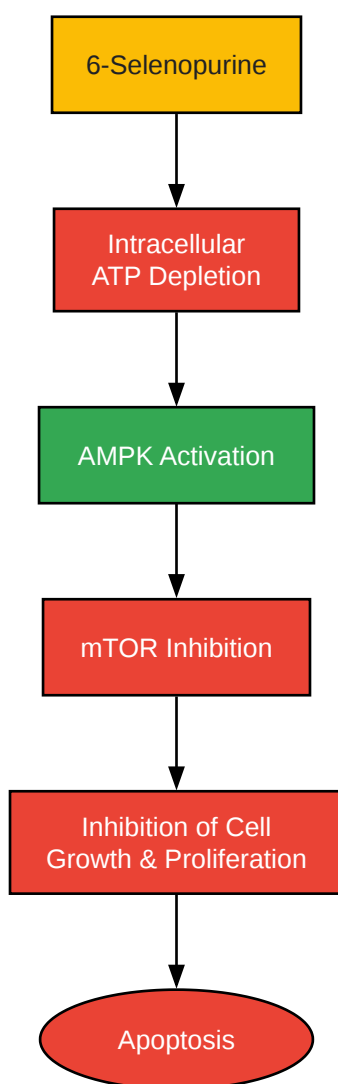 6-Selenopurine
Intracellular
ATP Depletion
AMPK Activation
mTOR Inhibition
Inhibition of Cell
Growth & Proliferation
Apoptosis